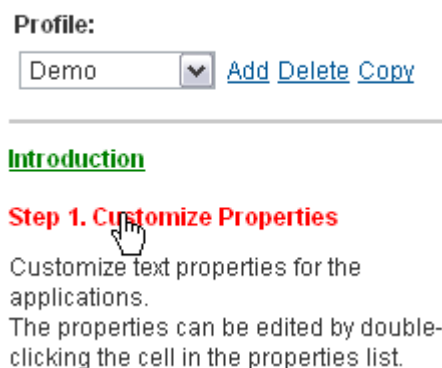 Profile:
Demo Add Delete Copy
Introduction
Step 1. Customize Properties
Customize text properties for the
applications.
The properties can be edited by double-
clicking the cell in the properties list.